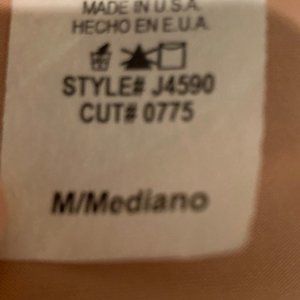 MADE IN U.S.A.
HECHO EN E.U.A.
STYLE# J4590
CUT# 0775
M/Mediano